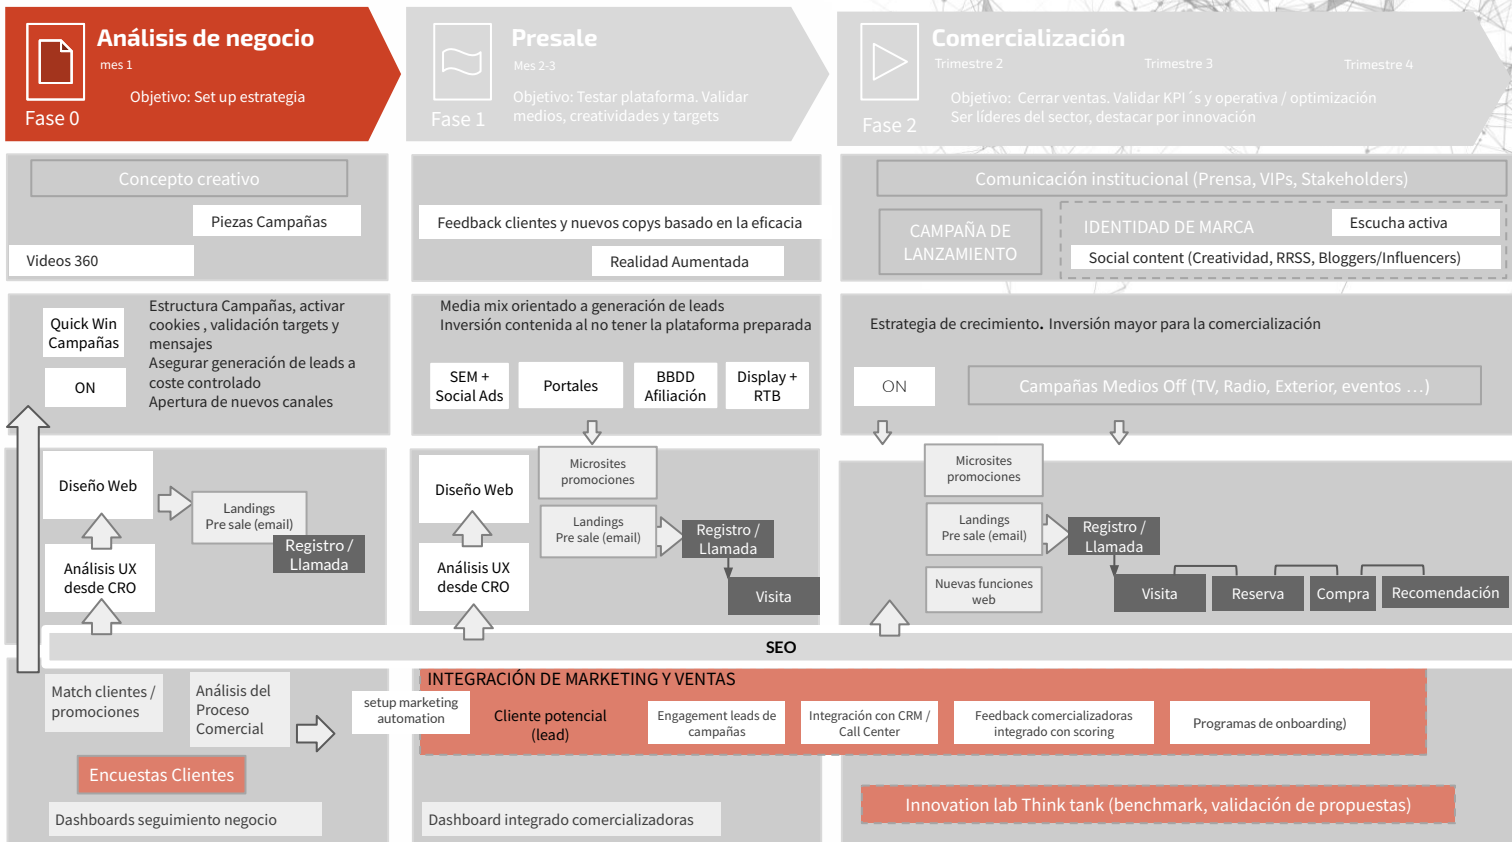 Análisis de negocio
mes 1
Objetivo: Set up estrategia
Fase 0
Presale
Mes 2-3
Objetivo: Testar plataforma. Validar
medios, creatividades y targets
Fase 1
Comercialización
Trimestre 2
Trimestre 3
Trimestre 4
Objetivo: Cerrar ventas. Validar KPI´s y operativa / optimización
Ser líderes del sector, destacar por innovación
Fase 2
Concepto creativo
Piezas Campañas
Videos 360
Feedback clientes y nuevos copys basado en la eficacia
Realidad Aumentada
Comunicación institucional (Prensa, VIPs, Stakeholders)
CAMPAÑA DE
LANZAMIENTO
IDENTIDAD DE MARCA
Escucha activa
Social content (Creatividad, RRSS, Bloggers/Influencers)
Quick Win
Campañas
ON
Estructura Campañas, activar
cookies , validación targets y
mensajes
Asegurar generación de leads a
coste controlado
Apertura de nuevos canales
Media mix orientado a generación de leads
Inversión contenida al no tener la plataforma preparada
SEM +
Social Ads
Portales
BBDD
Afiliación
Display +
RTB
Estrategia de crecimiento. Inversión mayor para la comercialización
ON
Campañas Medios Off (TV, Radio, Exterior, eventos …)
Diseño Web
Landings
Pre sale (email)
Registro /
Llamada
Análisis UX
desde CRO
Diseño Web
Microsites
promociones
Landings
Pre sale (email)
Registro /
Llamada
Análisis UX
desde CRO
Visita
Microsites
promociones
Landings
Pre sale (email)
Registro /
Llamada
Nuevas funciones
web
Visita
Reserva
Compra
Recomendación
SEO
Match clientes /
promociones
Análisis del
Proceso
Comercial
setup marketing
automation
Encuestas Clientes
Dashboards seguimiento negocio
INTEGRACIÓN DE MARKETING Y VENTAS
Cliente potencial
(lead)
Engagement leads de
campañas
Integración con CRM /
Call Center
Feedback comercializadoras
integrado con scoring
Programas de onboarding)
Dashboard integrado comercializadoras
Innovation lab Think tank (benchmark, validación de propuestas)